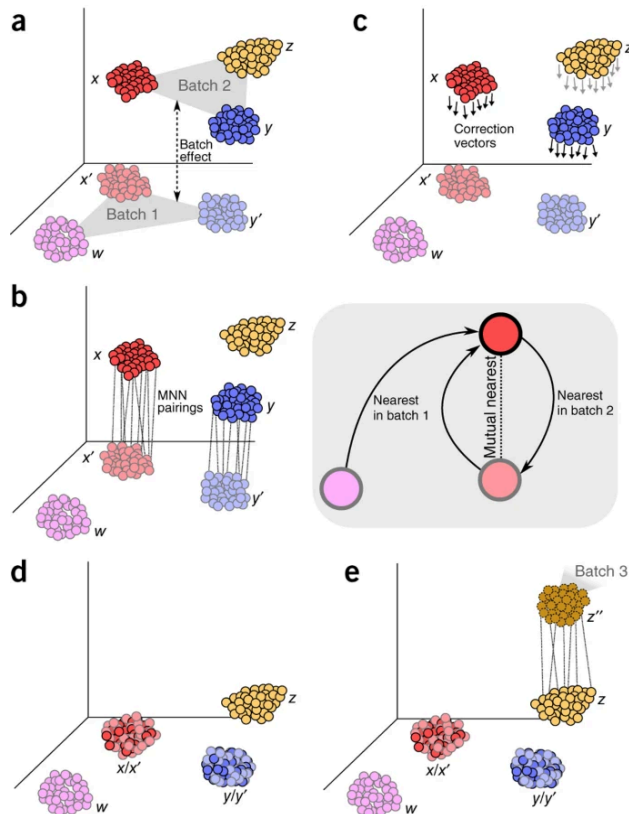 a
z
x
Batch 2
y
Batch
effect
x′
Batch 1
y′
w
c
z
x
y
Correction
vectors
x′
y′
w
b
z
x
MNN
pairings
y
x′
y′
w
Nearest
in batch 1
Mutual nearest
Nearest
in batch 2
d
z
x/x′
y/y′
w
e
Batch 3
z′′
z
x/x′
y/y′
w